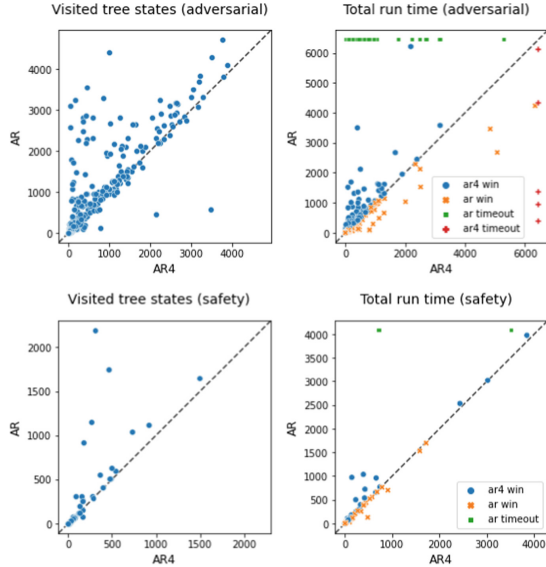 Visited tree states (adversarial)
4000
3000
2000
1000
0
AR
0 1000 2000 3000 4000
AR4
Total run time (adversarial)
6000
5000
4000
3000
2000
1000
0
AR
ar4 win
ar win
ar timeout
ar4 timeout
0 2000 4000 6000
AR4
Visited tree states (safety)
2000
1500
1000
500
0
AR
0 500 1000 1500 2000
AR4
Total run time (safety)
4000
3500
3000
2500
2000
1500
1000
500
0
AR
ar4 win
ar win
ar timeout
0 1000 2000 3000 4000
AR4